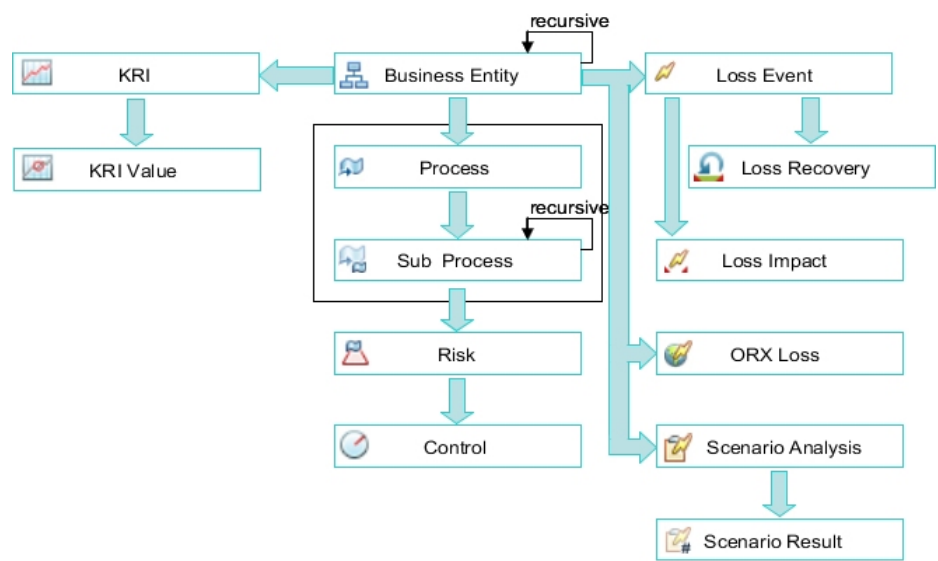 recursive
KRI
Business Entity
Loss Event
KRI Value
Process
Loss Recovery
recursive
Sub Process
Loss Impact
Risk
ORX Loss
Control
Scenario Analysis
#
Scenario Result